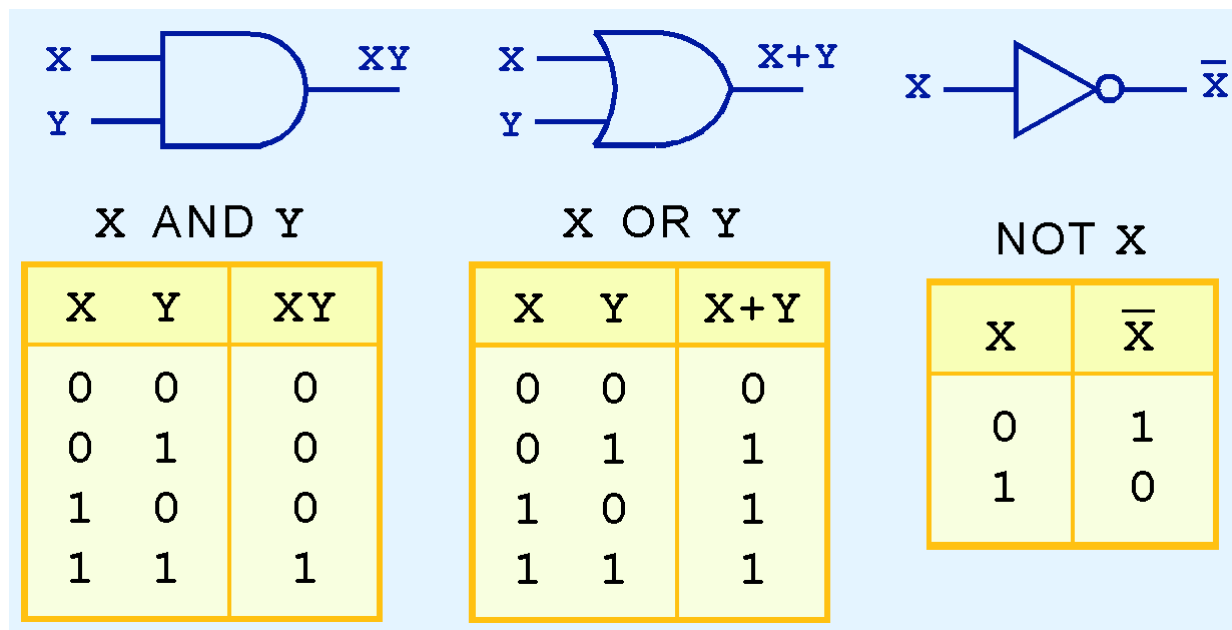 X XY
Y
X AND Y
X Y XY
0 0 0
0 1 0
1 0 0
1 1 1
X X+Y
Y
X OR Y
X Y X+Y
0 0 0
0 1 1
1 0 1
1 1 1
X X̅
NOT X
X X̅
0 1
1 0